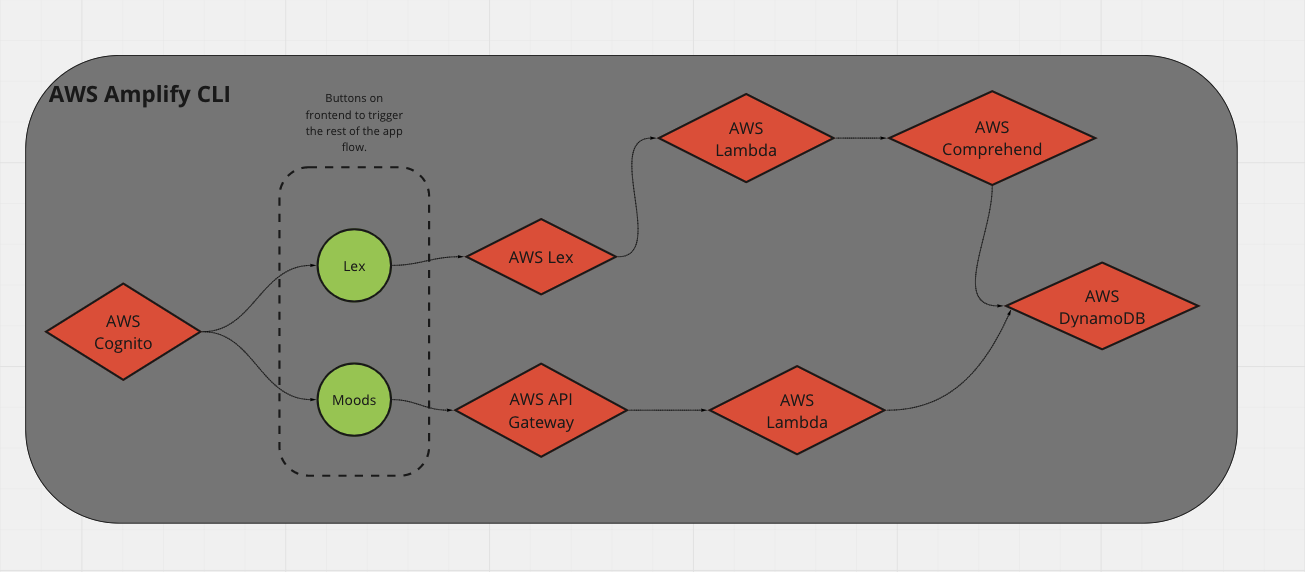 AWS Amplify CLI
Buttons on
frontend to trigger
the rest of the app
flow.
AWS
Lambda
AWS
Comprehend
Lex
AWS Lex
AWS
Cognito
AWS
DynamoDB
Moods
AWS API
Gateway
AWS
Lambda